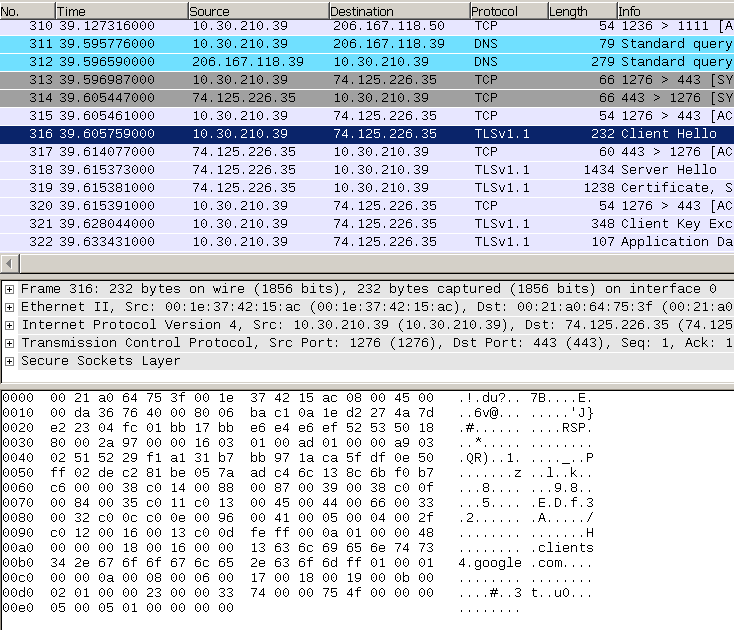 No. Time Source Destination Protocol Length Info
310 39.127316000 10.30.210.39 206.167.118.50 TCP 54 1236 > 1111 [A
311 39.595776000 10.30.210.39 206.167.118.39 DNS 79 Standard query
312 39.596590000 206.167.118.39 10.30.210.39 DNS 279 Standard query
313 39.596987000 10.30.210.39 74.125.226.35 TCP 66 1276 > 443 [SY
314 39.605447000 74.125.226.35 10.30.210.39 TCP 66 443 > 1276 [SY
315 39.605461000 10.30.210.39 74.125.226.35 TCP 54 1276 > 443 [AC
316 39.605759000 10.30.210.39 74.125.226.35 TLSv1.1 232 Client Hello
317 39.614077000 74.125.226.35 10.30.210.39 TCP 60 443 > 1276 [AC
318 39.615373000 74.125.226.35 10.30.210.39 TLSv1.1 1434 Server Hello
319 39.615381000 74.125.226.35 10.30.210.39 TLSv1.1 1238 Certificate, S
320 39.615391000 10.30.210.39 74.125.226.35 TCP 54 1276 > 443 [AC
321 39.628044000 10.30.210.39 74.125.226.35 TLSv1.1 348 Client Key Exc
322 39.633431000 10.30.210.39 74.125.226.35 TLSv1.1 107 Application Da
Frame 316: 232 bytes on wire (1856 bits), 232 bytes captured (1856 bits) on interface 0
Ethernet II, Src: 00:1e:37:42:15:ac (00:1e:37:42:15:ac), Dst: 00:21:a0:64:75:3f (00:21:a0
Internet Protocol Version 4, Src: 10.30.210.39 (10.30.210.39), Dst: 74.125.226.35 (74.125
Transmission Control Protocol, Src Port: 1276 (1276), Dst Port: 443 (443), Seq: 1, Ack: 1
Secure Sockets Layer
0000 00 21 a0 64 75 3f 00 1e 37 42 15 ac 08 00 45 00 .!.du?.. 7B....E.
0010 00 da 36 76 40 00 80 06 ba c1 0a 1e d2 27 4a 7d ..6v@... .....'J}
0020 e2 23 04 fc 01 bb 17 bb e6 e4 e6 ef 52 53 50 18 .#...... ....RSP.
0030 80 00 2a 97 00 00 16 03 01 00 ad 01 00 00 a9 03 ..*..... ........
0040 02 51 52 29 f1 a1 31 b7 bb 97 1a ca 5f df 0e 50 .QR)..1. ...._..P
0050 ff 02 de c2 81 be 05 7a ad c4 6c 13 8c 6b f0 b7 .......z ..l..k..
0060 c6 00 00 38 c0 14 00 88 00 87 00 39 00 38 c0 0f ...8.... ...9.8..
0070 00 84 00 35 c0 11 c0 13 00 45 00 44 00 66 00 33 ...5.... .E.D.f.3
0080 00 32 c0 0c c0 0e 00 96 00 41 00 05 00 04 00 2f .2...... .A...../
0090 c0 12 00 16 00 13 c0 0d fe ff 00 0a 01 00 00 48 ........ .......H
00a0 00 00 00 18 00 16 00 00 13 63 6c 69 65 6e 74 73 ........ .clients
00b0 34 2e 67 6f 6f 67 6c 65 2e 63 6f 6d ff 01 00 01 4.google .com....
00c0 00 00 0a 00 08 00 06 00 17 00 18 00 19 00 0b 00 ........ ........
00d0 02 01 00 00 23 00 00 33 74 00 00 75 4f 00 00 00 ....#..3 t..uO...
00e0 05 00 05 01 00 00 00 00 ........